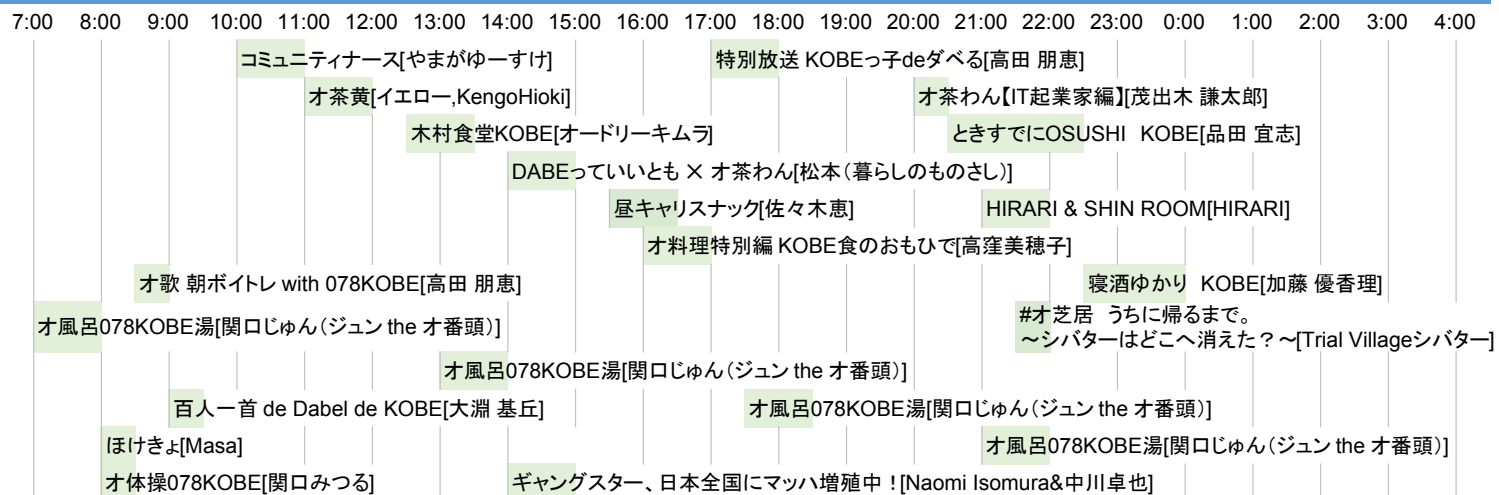 7:00 8:00 9:00 10:00 11:00 12:00 13:00 14:00 15:00 16:00 17:00 18:00 19:00 20:00 21:00 22:00 23:00 0:00 1:00 2:00 3:00 4:00
コミュニティナース[やまがゆーすけ] 特別放送 KOBEっ子deダベる[高田 朋恵]
オ茶黄[イエロー,KengoHioki] オ茶わん【IT起業家編】[茂出木 謙太郎]
木村食堂KOBE[オードリーキムラ] ときすでにOSUSHI　KOBE[品田 宜志]
DABEっていいとも × オ茶わん[松本（暮らしのものさし）]
昼キャリスナック[佐々木恵] HIRARI & SHIN ROOM[HIRARI]
オ料理特別編 KOBE食のおもひで[高窪美穂子]
オ歌 朝ボイトレ with 078KOBE[高田 朋恵] 寝酒ゆかり　KOBE[加藤 優香理]
#オ芝居　うちに帰るまで。
オ風呂078KOBE湯[関口じゅん（ジュン the オ番頭）] ～シバターはどこへ消えた？～[Trial Villageシバター]
オ風呂078KOBE湯[関口じゅん（ジュン the オ番頭）]
百人一首 de Dabel de KOBE[大淵 基丘] オ風呂078KOBE湯[関口じゅん（ジュン the オ番頭）]
ほけきょ[Masa] オ風呂078KOBE湯[関口じゅん（ジュン the オ番頭）]
オ体操078KOBE[関口みつる] ギャングスター、日本全国にマッハ増殖中！[Naomi Isomura&中川卓也]